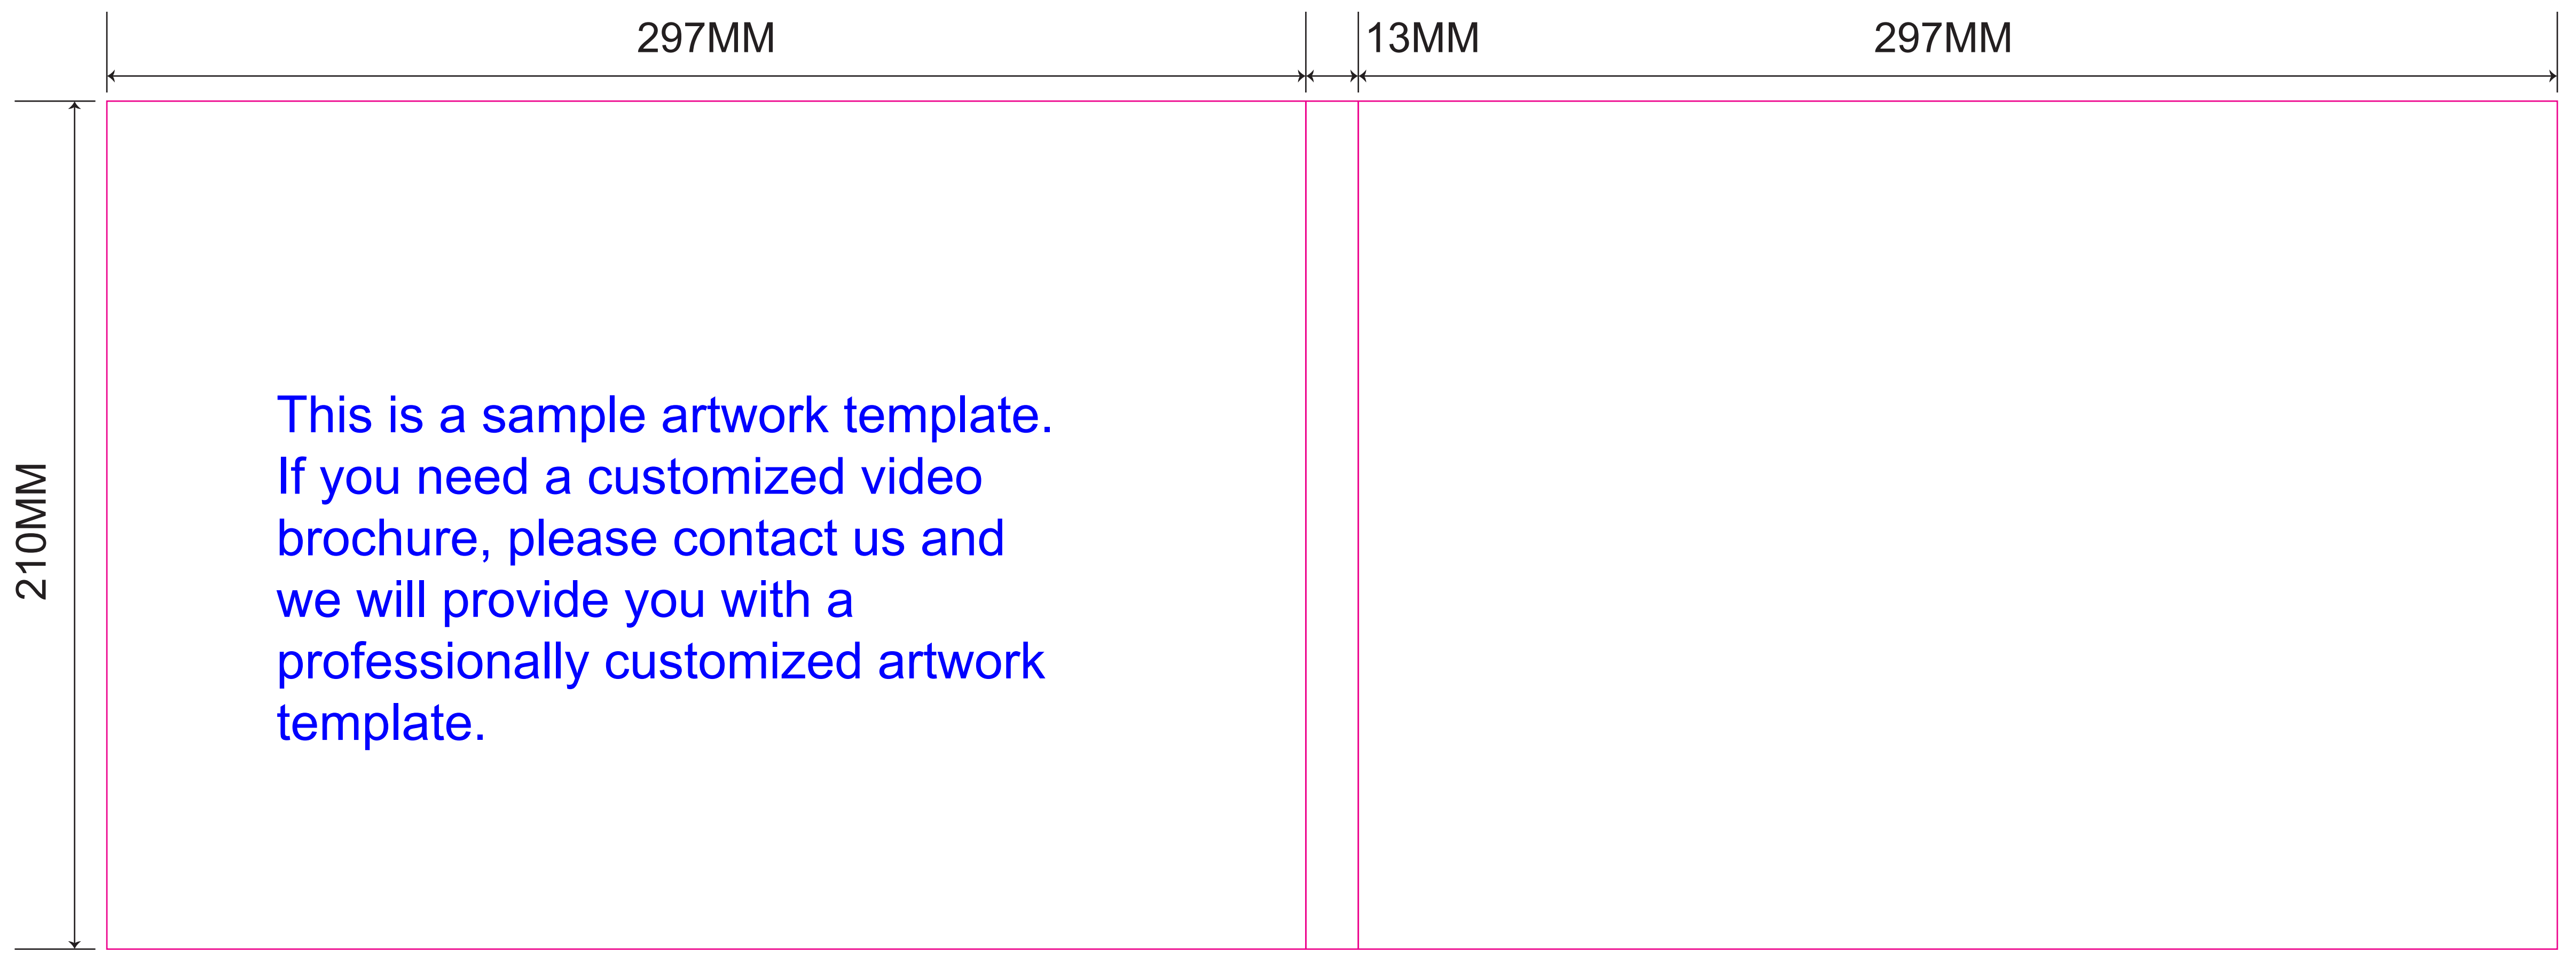 297MM
13MM
297MM
210MM
This is a sample artwork template.
If you need a customized video
brochure, please contact us and
we will provide you with a
professionally customized artwork
template.